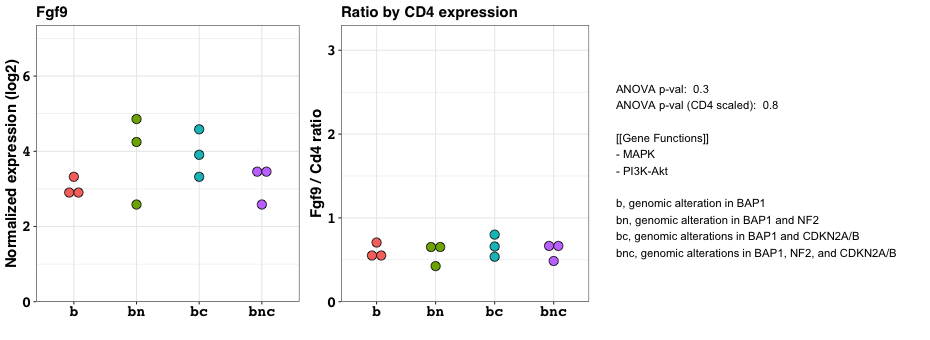 Fgf9
Normalized expression (log2)
6
4
2
0
b bn bc bnc
Ratio by CD4 expression
Fgf9 / Cd4 ratio
3
2
1
0
b bn bc bnc
ANOVA p-val: 0.3
ANOVA p-val (CD4 scaled): 0.8
[[Gene Functions]]
- MAPK
- PI3K-Akt
b, genomic alteration in BAP1
bn, genomic alteration in BAP1 and NF2
bc, genomic alterations in BAP1 and CDKN2A/B
bnc, genomic alterations in BAP1, NF2, and CDKN2A/B